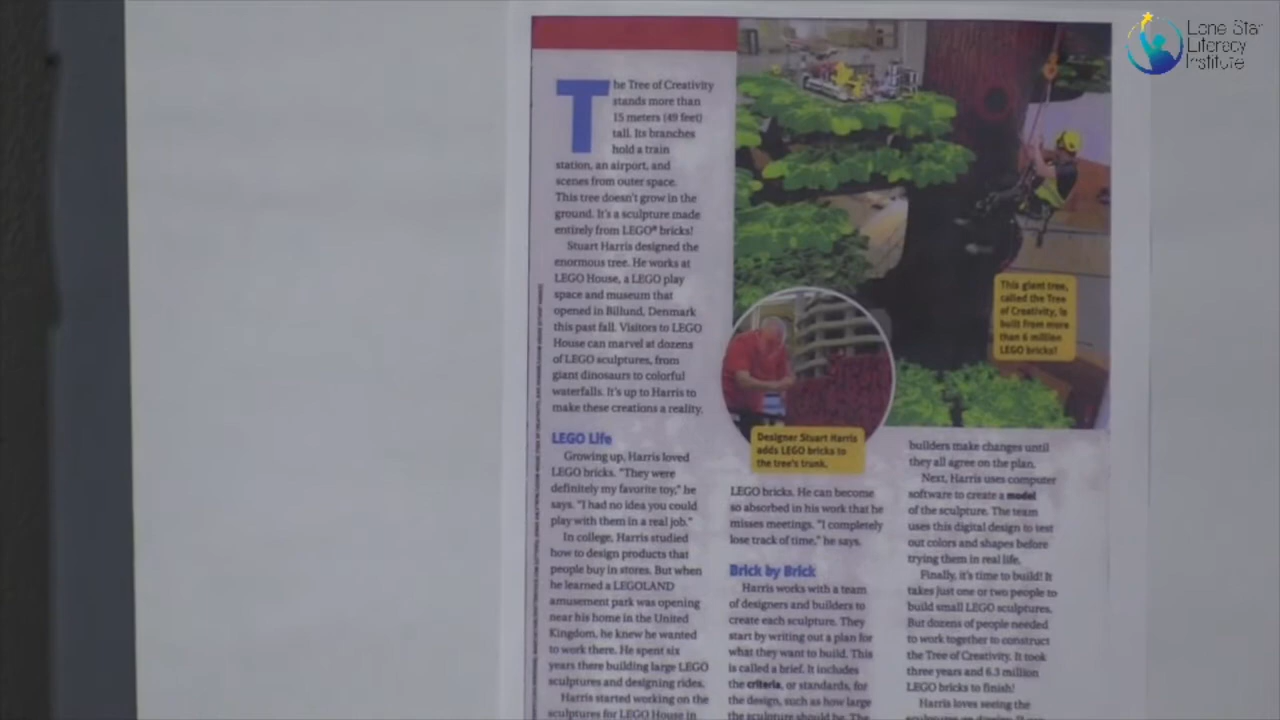 Lone Star
Literacy
Institute
The Tree of Creativity
stands more than
15 meters (49 feet)
tall. Its branches
hold a train
station, an airport, and
scenes from outer space.
This tree doesn't grow in the
ground. It's a sculpture made
entirely from LEGO® bricks!
Stuart Harris designed the
enormous tree. He works at
LEGO House, a LEGO play
space and museum that
opened in Billund, Denmark
this past fall. Visitors to LEGO
House can marvel at dozens
of LEGO sculptures, from
giant dinosaurs to colorful
waterfalls. It's up to Harris to
make these creations a reality.
LEGO Life
Growing up, Harris loved
LEGO bricks. "They were
definitely my favorite toy," he
says. "I had no idea you could
play with them in a real job."
In college, Harris studied
how to design products that
people buy in stores. But when
he learned a LEGOLAND
amusement park was opening
near his home in the United
Kingdom, he knew he wanted
to work there. He spent six
years there building large LEGO
sculptures and designing rides.
Harris started working on the
sculptures for LEGO House in
This giant tree,
called the Tree
of Creativity, is
built from more
than 6 million
LEGO bricks!
Designer Stuart Harris
adds LEGO bricks to
the tree's trunk.
LEGO bricks. He can become
so absorbed in his work that he
misses meetings. "I completely
lose track of time," he says.
Brick by Brick
Harris works with a team
of designers and builders to
create each sculpture. They
start by writing out a plan for
what they want to build. This
is called a brief. It includes
the criteria, or standards, for
the design, such as how large
the sculpture should be. The
builders make changes until
they all agree on the plan.
Next, Harris uses computer
software to create a model
of the sculpture. The team
uses this digital design to test
out colors and shapes before
trying them in real life.
Finally, it's time to build! It
takes just one or two people to
build small LEGO sculptures.
But dozens of people needed
to work together to construct
the Tree of Creativity. It took
three years and 6.3 million
LEGO bricks to finish!
Harris loves seeing the